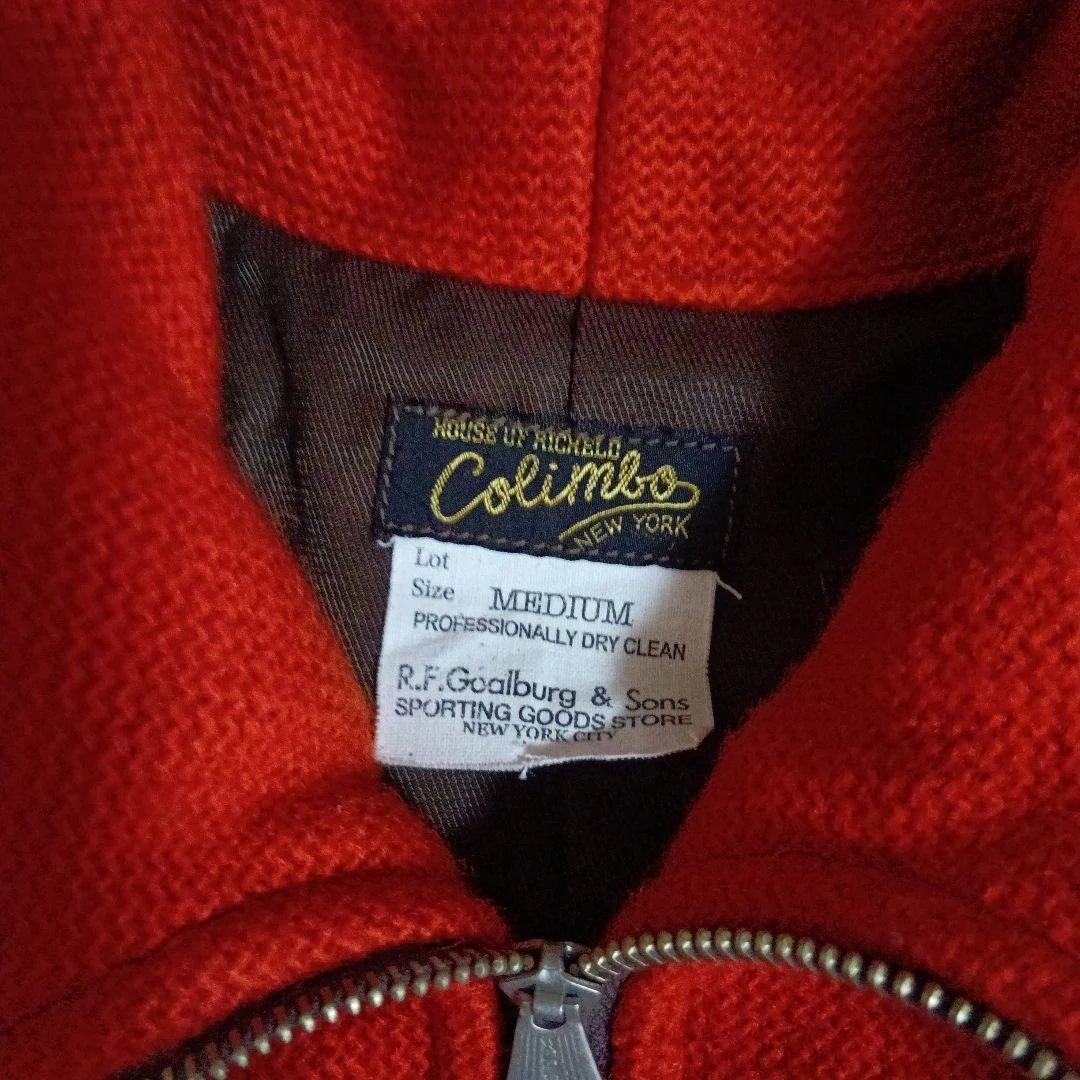 HOUSE OF RICHELD
Colimbo
NEW YORK
Lot
Size MEDIUM
PROFESSIONALLY DRY CLEAN
R.F.Goalburg & Sons
SPORTING GOODS STORE
NEW YORK CITY